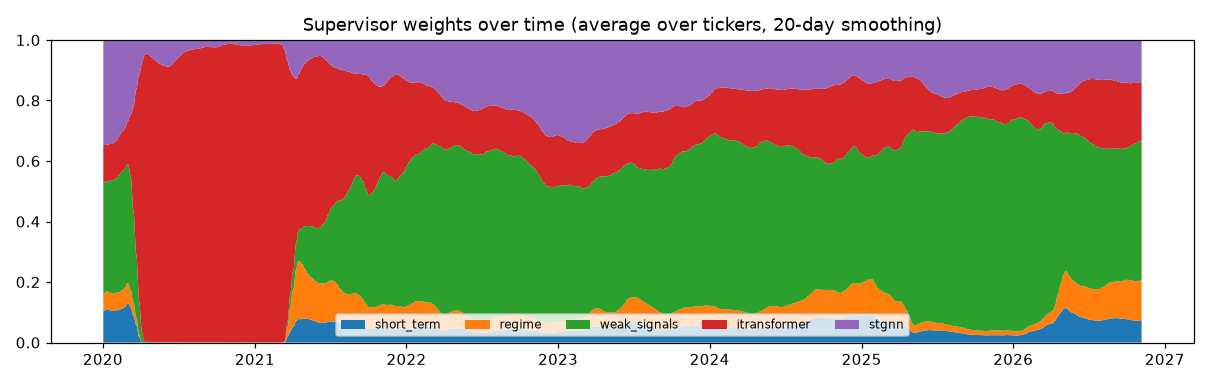 Supervisor weights over time (average over tickers, 20-day smoothing)
1.0
0.8
0.6
0.4
0.2
0.0
short_term regime weak_signals itransformer stgnn
2020 2021 2022 2023 2024 2025 2026 2027